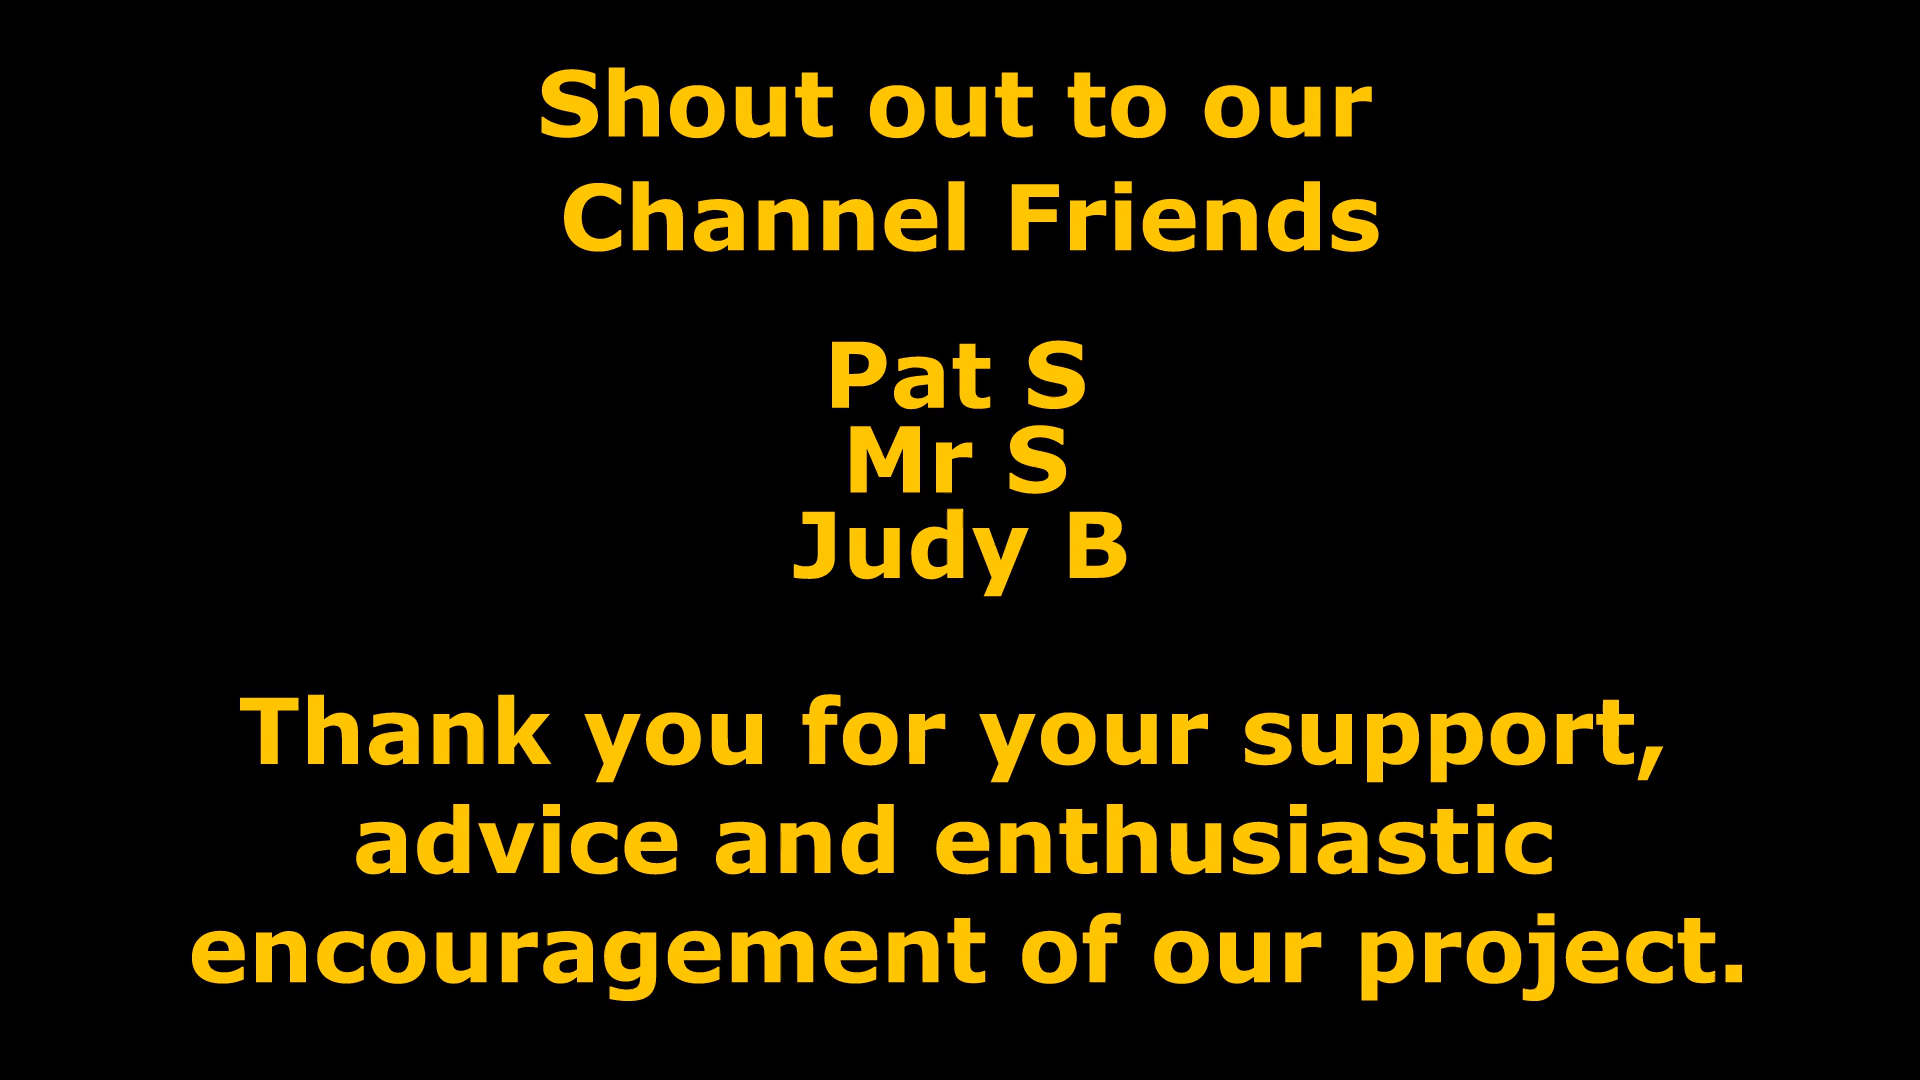 Shout out to our
Channel Friends
Pat S
Mr S
Judy B
Thank you for your support,
advice and enthusiastic
encouragement of our project.